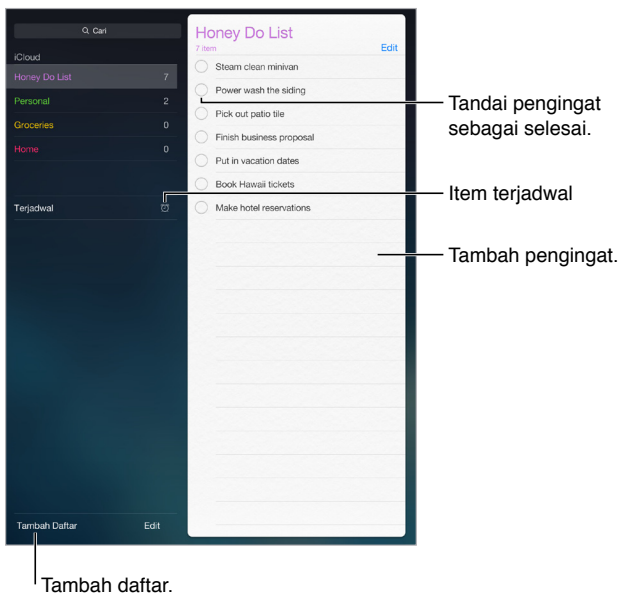 Cari
iCloud
Honey Do List 7
Personal 2
Groceries 0
Home 0
Terjadwal
Tambah Daftar Edit
Honey Do List
7 item Edit
Steam clean minivan
Power wash the siding
Pick out patio tile
Finish business proposal
Put in vacation dates
Book Hawaii tickets
Make hotel reservations
Tandai pengingat
sebagai selesai.
Item terjadwal
Tambah pengingat.
Tambah daftar.